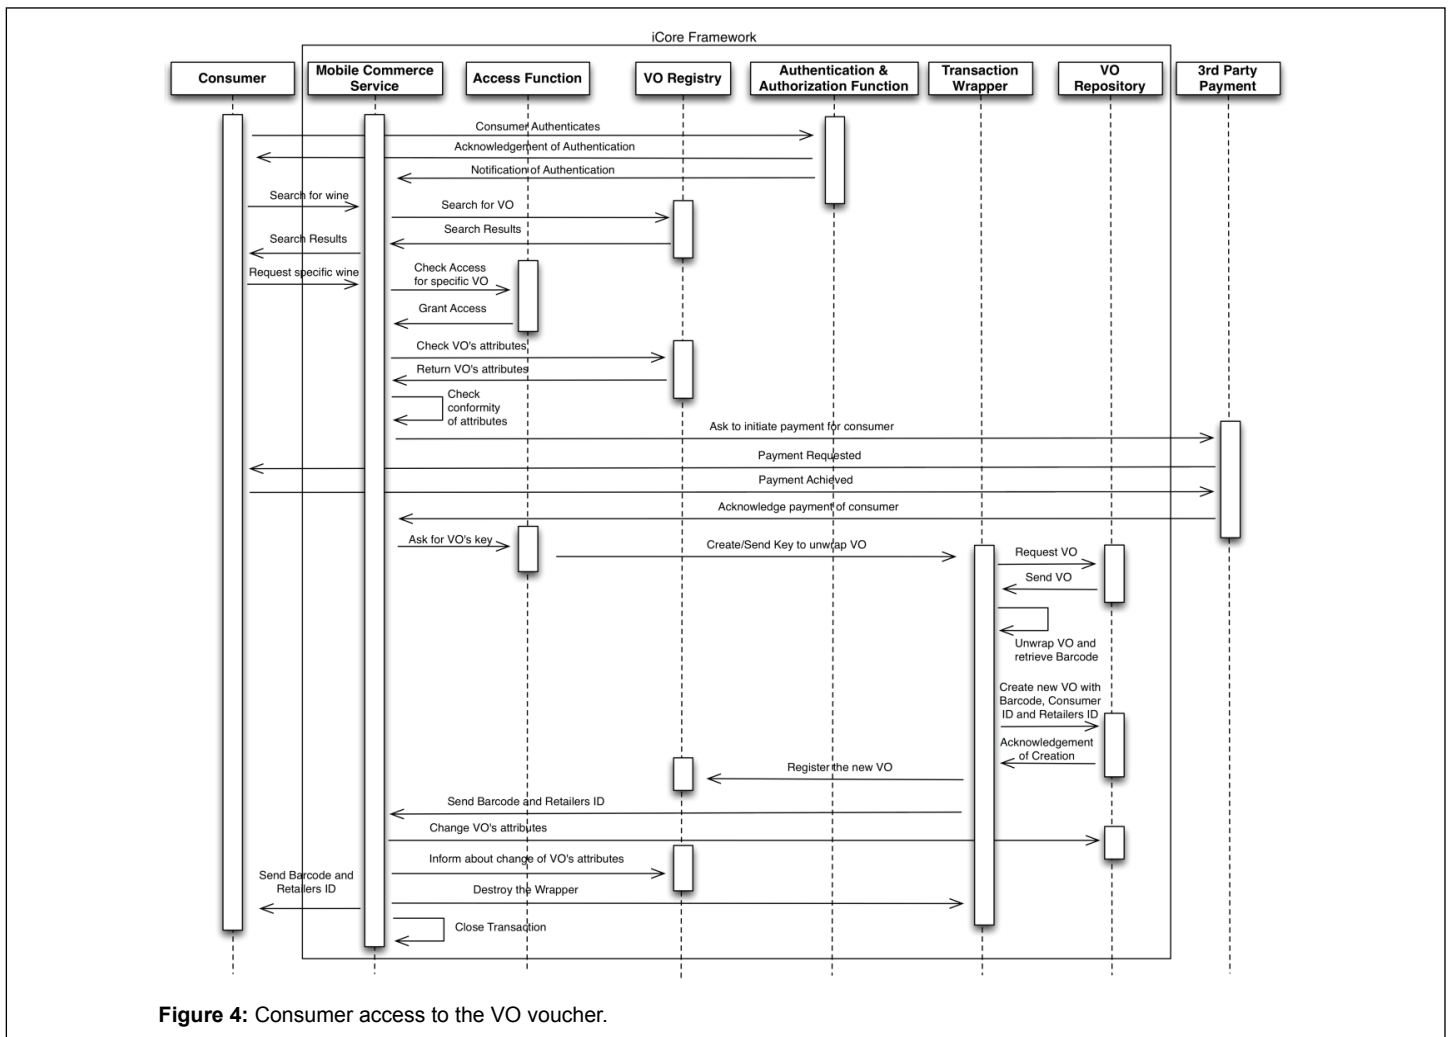 iCore Framework
Consumer
Mobile Commerce
Service
Access Function
VO Registry
Authentication &
Authorization Function
Transaction
Wrapper
VO
Repository
3rd Party
Payment
Consumer Authenticates
Acknowledgement of Authentication
Notification of Authentication
Search for wine
Search for VO
Search Results
Search Results
Request specific wine
Check Access
for specific VO
Grant Access
Check VO's attributes
Return VO's attributes
Check
conformity
of attributes
Ask to initiate payment for consumer
Payment Requested
Payment Achieved
Acknowledge payment of consumer
Ask for VO's key
Create/Send Key to unwrap VO
Request VO
Send VO
Unwrap VO and
retrieve Barcode
Create new VO with
Barcode, Consumer
ID and Retailers ID
Acknowledgement
of Creation
Register the new VO
Send Barcode and Retailers ID
Change VO's attributes
Inform about change of VO's attributes
Send Barcode and
Retailers ID
Destroy the Wrapper
Close Transaction
Figure 4: Consumer access to the VO voucher.